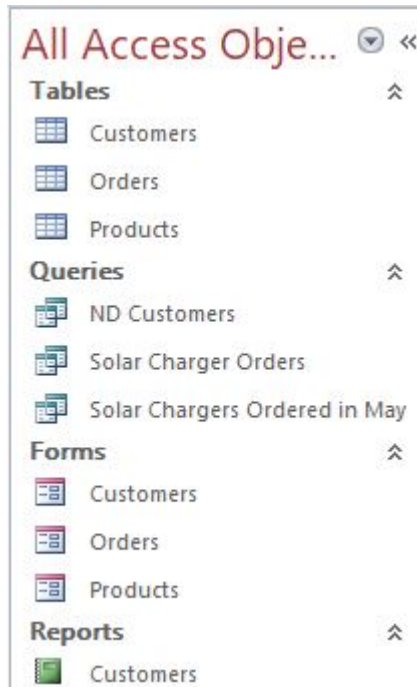 All Access Obje...
Tables
Customers
Orders
Products
Queries
ND Customers
Solar Charger Orders
Solar Chargers Ordered in May
Forms
Customers
Orders
Products
Reports
Customers